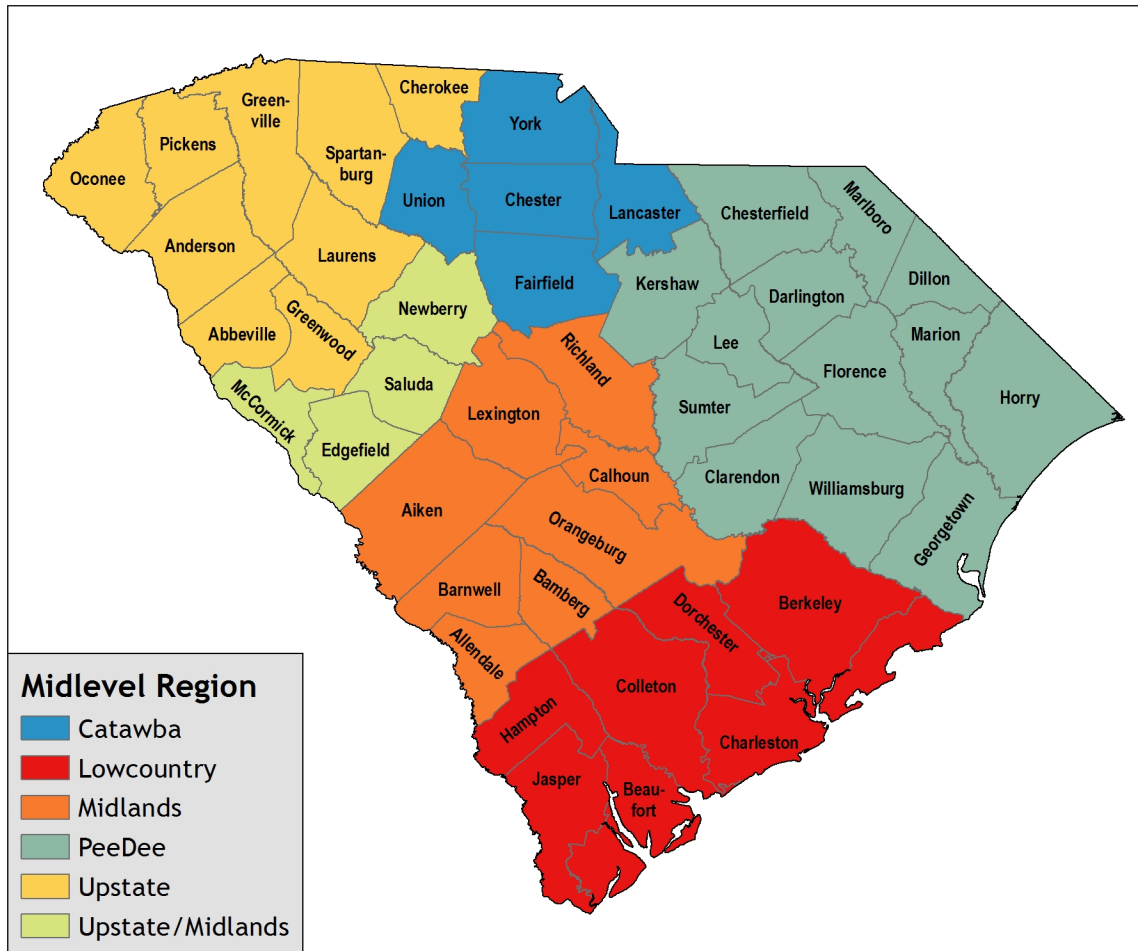 Cherokee
Green-
ville
York
Pickens
Spartan-
burg
Oconee
Union
Chester
Lancaster
Chesterfield
Marlboro
Anderson
Laurens
Fairfield
Kershaw
Dillon
Darlington
Newberry
Abbeville
Greenwood
Richland
Lee
Marion
Florence
Saluda
McCormick
Lexington
Sumter
Horry
Edgefield
Calhoun
Clarendon
Williamsburg
Aiken
Orangeburg
Georgetown
Barnwell
Bamberg
Dorchester
Berkeley
Allendale
Colleton
Hampton
Charleston
Jasper
Beau-
fort
Midlevel Region
Catawba
Lowcountry
Midlands
PeeDee
Upstate
Upstate/Midlands